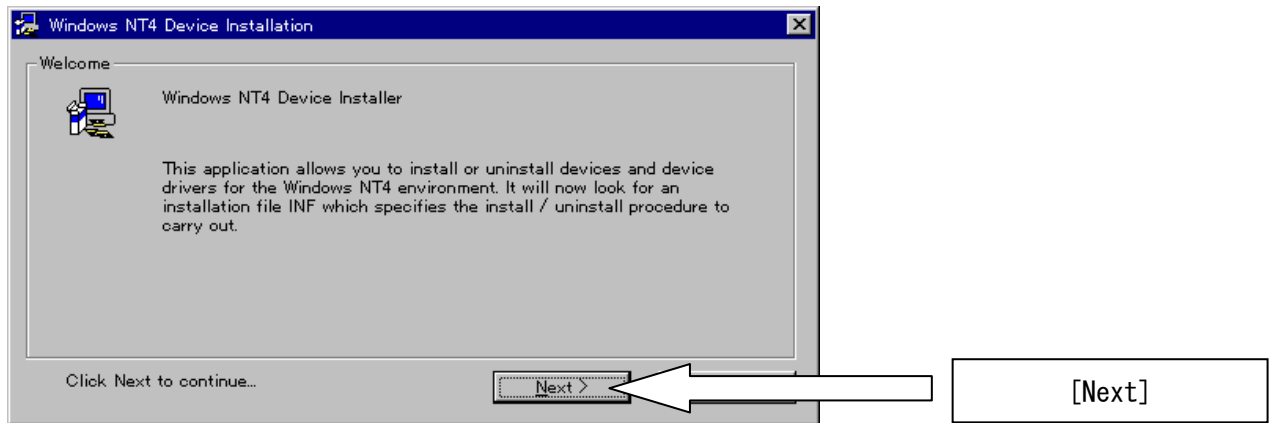 Windows NT4 Device Installation
Welcome
Windows NT4 Device Installer
This application allows you to install or uninstall devices and device
drivers for the Windows NT4 environment. It will now look for an
installation file INF which specifies the install / uninstall procedure to
carry out.
Click Next to continue...
Next >
[Next]